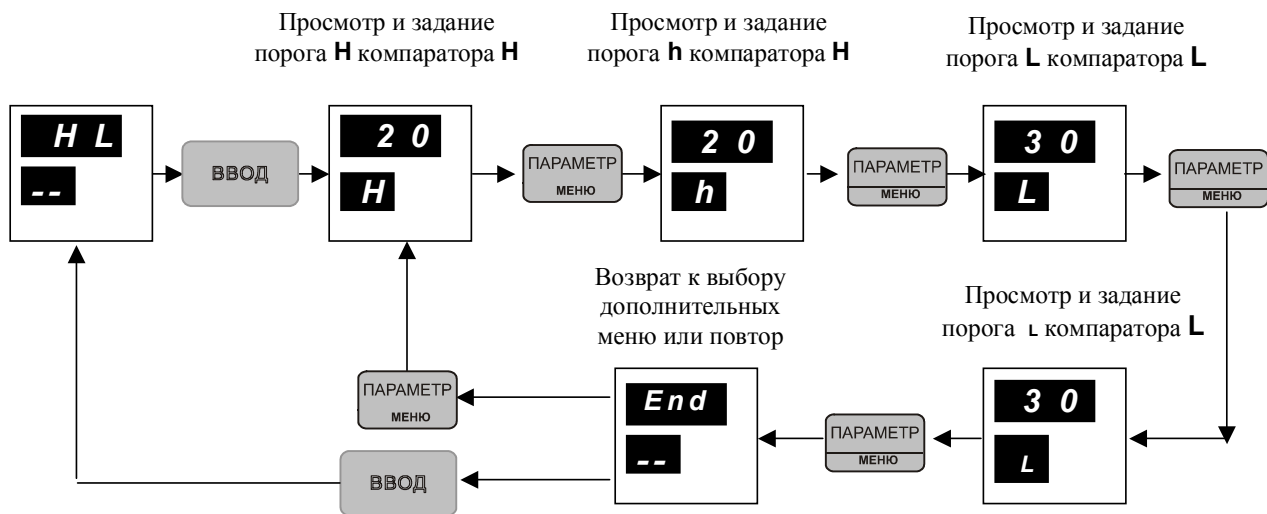 Просмотр и задание
порога H компаратора H
Просмотр и задание
порога h компаратора H
Просмотр и задание
порога L компаратора L
H L
--
ВВОД
2 0
H
ПАРАМЕТР
МЕНЮ
2 0
h
ПАРАМЕТР
МЕНЮ
3 0
L
ПАРАМЕТР
МЕНЮ
Возврат к выбору
дополнительных
меню или повтор
Просмотр и задание
порога ʟ компаратора L
ПАРАМЕТР
МЕНЮ
End
--
ПАРАМЕТР
МЕНЮ
3 0
ʟ
ВВОД